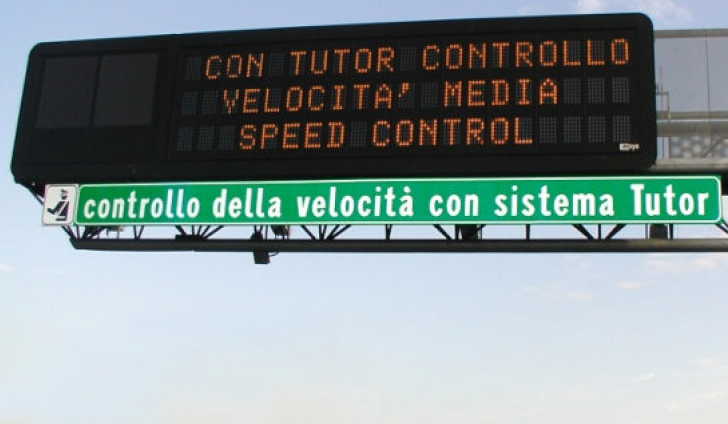 CON TUTOR CONTROLLO
VELOCITA' MEDIA
SPEED CONTROL
controllo della velocità con sistema Tutor